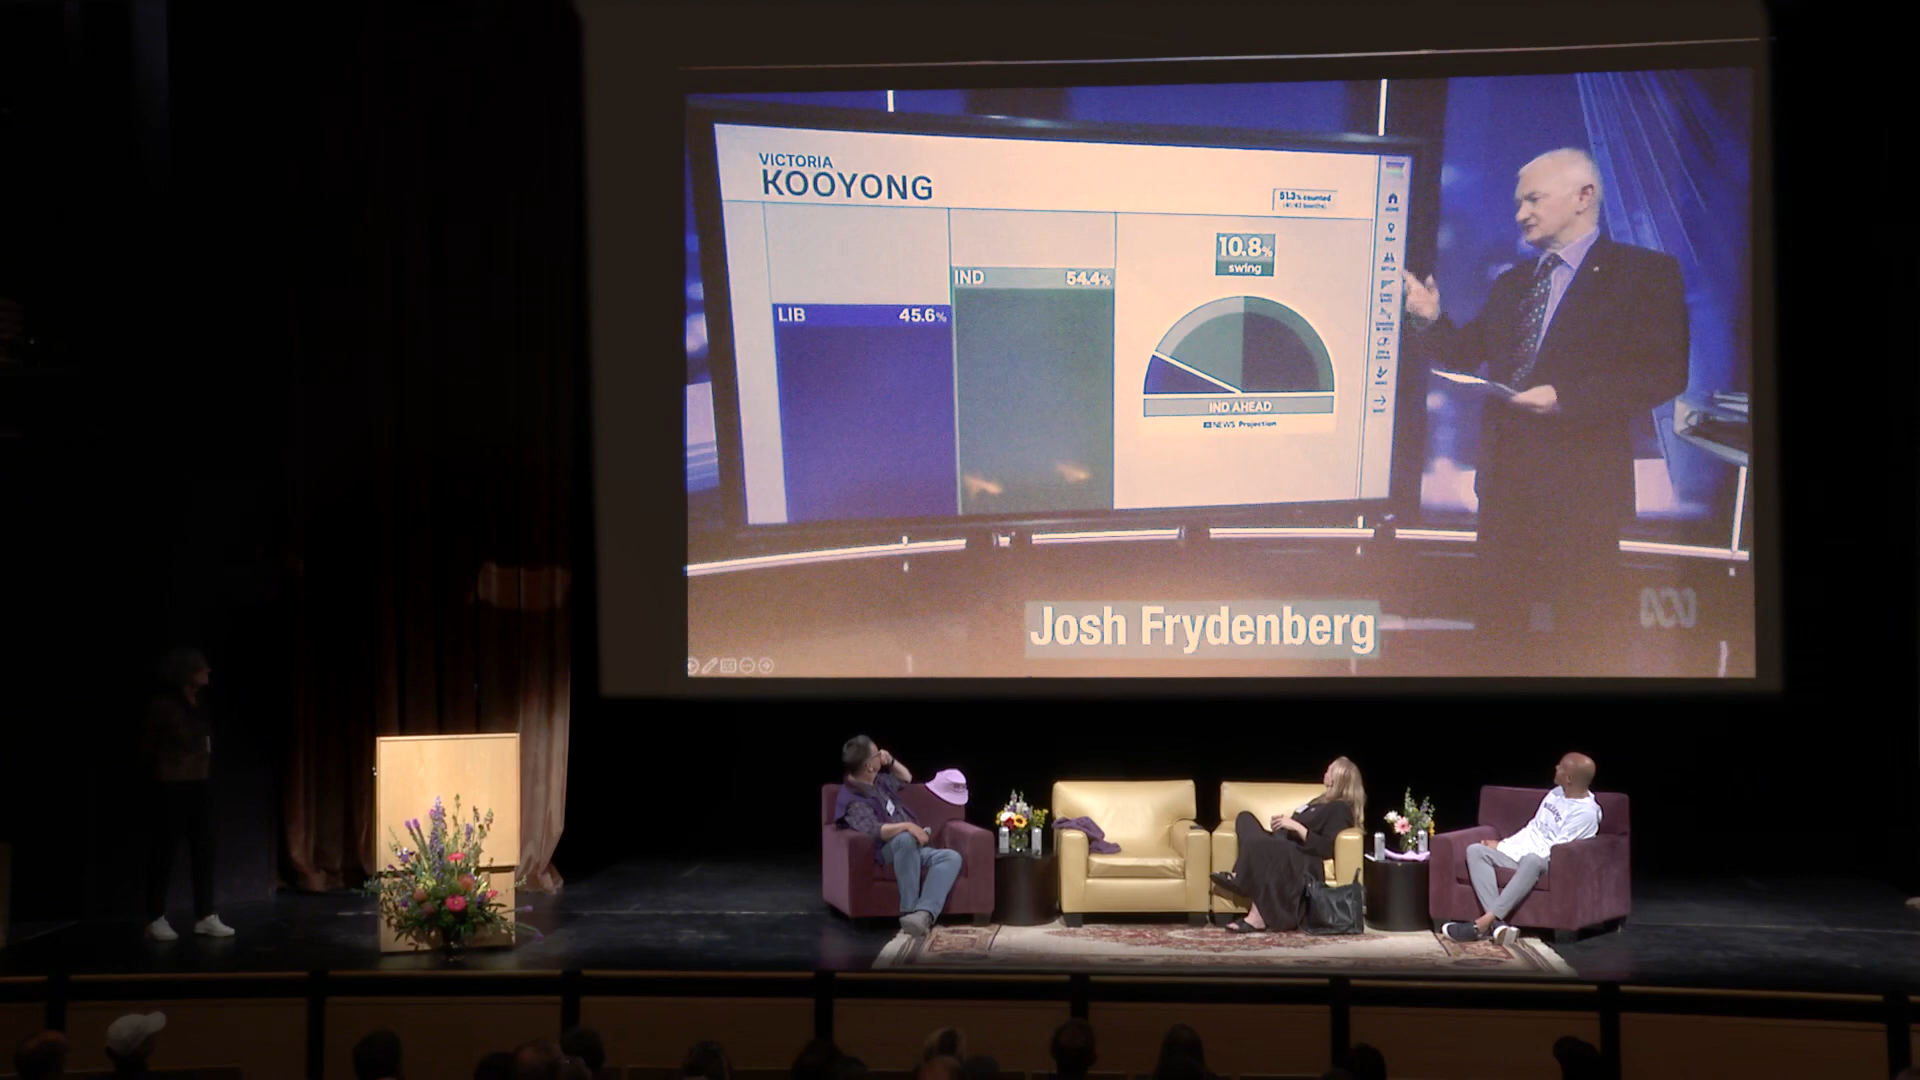 VICTORIA
KOOYONG
51.3% counted
LIB 45.6%
IND 54.4%
10.8%
swing
IND AHEAD
NEWS Projection
Josh Frydenberg